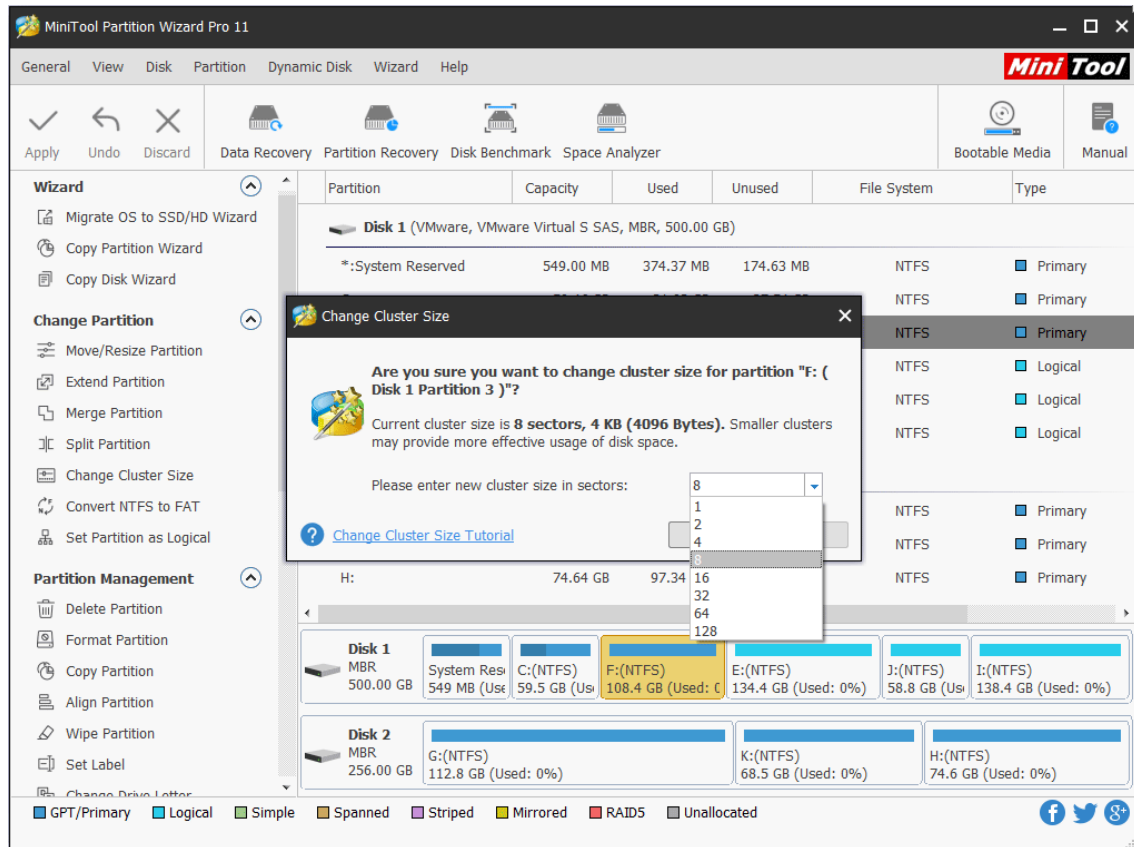 MiniTool Partition Wizard Pro 11
General View Disk Partition Dynamic Disk Wizard Help
Mini Tool
Apply Undo Discard Data Recovery Partition Recovery Disk Benchmark Space Analyzer Bootable Media Manual
Wizard
Migrate OS to SSD/HD Wizard
Copy Partition Wizard
Copy Disk Wizard
Change Partition
Move/Resize Partition
Extend Partition
Merge Partition
Split Partition
Change Cluster Size
Convert NTFS to FAT
Set Partition as Logical
Partition Management
Delete Partition
Format Partition
Copy Partition
Align Partition
Wipe Partition
Set Label
Change Drive Letter
Partition Capacity Used Unused File System Type
Disk 1 (VMware, VMware Virtual S SAS, MBR, 500.00 GB)
*:System Reserved 549.00 MB 374.37 MB 174.63 MB NTFS Primary
NTFS Primary
NTFS Primary
NTFS Logical
NTFS Logical
NTFS Logical
NTFS Primary
NTFS Primary
H: 74.64 GB 97.34 NTFS Primary
Change Cluster Size
Are you sure you want to change cluster size for partition "F: (
Disk 1 Partition 3 )"?
Current cluster size is 8 sectors, 4 KB (4096 Bytes). Smaller clusters
may provide more effective usage of disk space.
Please enter new cluster size in sectors: 8
1
2
4
8
16
32
64
128
Change Cluster Size Tutorial
Disk 1
MBR
500.00 GB
System Rese
549 MB (Use
C:(NTFS)
59.5 GB (Us
F:(NTFS)
108.4 GB (Used: 0
E:(NTFS)
134.4 GB (Used: 0%)
J:(NTFS)
58.8 GB (Us
I:(NTFS)
138.4 GB (Used: 0%)
Disk 2
MBR
256.00 GB
G:(NTFS)
112.8 GB (Used: 0%)
K:(NTFS)
68.5 GB (Used: 0%)
H:(NTFS)
74.6 GB (Used: 0%)
GPT/Primary Logical Simple Spanned Striped Mirrored RAID5 Unallocated